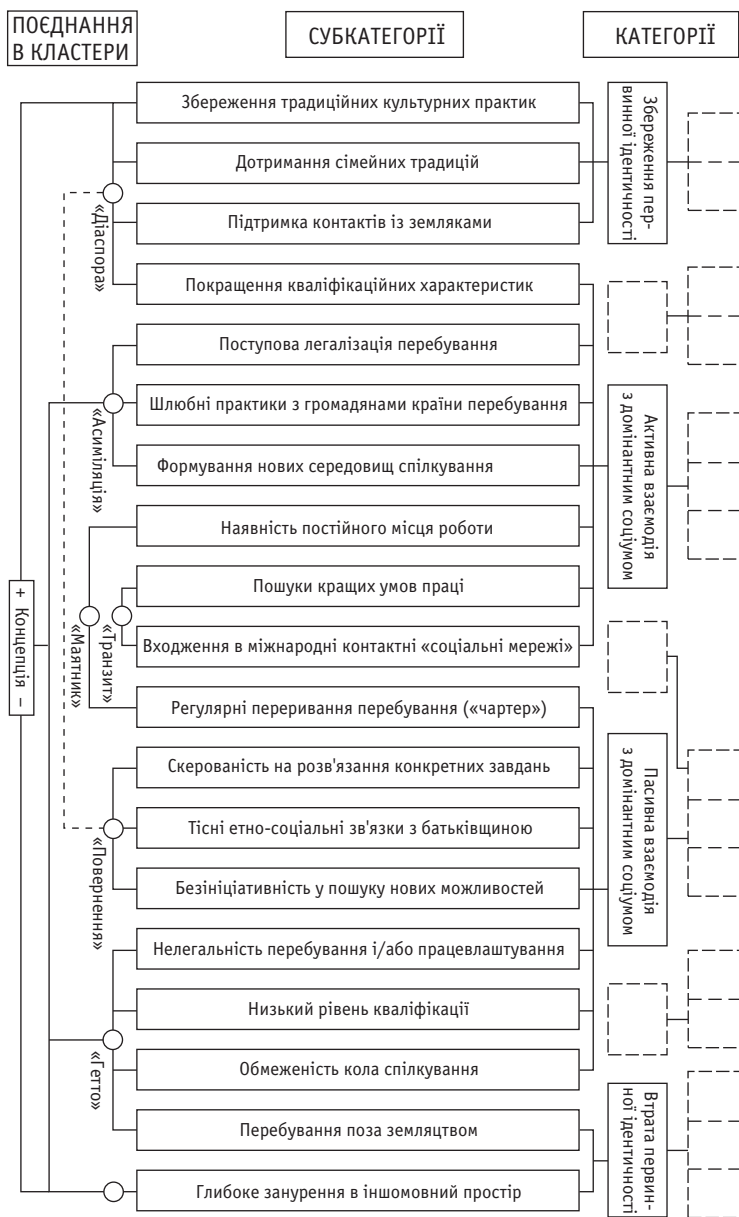 ПОЄДНАННЯ
В КЛАСТЕРИ
СУБКАТЕГОРІЇ
КАТЕГОРІЇ
Збереження традиційних культурних практик
Дотримання сімейних традицій
Підтримка контактів із земляками
Покращення кваліфікаційних характеристик
Поступова легалізація перебування
Шлюбні практики з громадянами країни перебування
Формування нових середовищ спілкування
Наявність постійного місця роботи
Пошуки кращих умов праці
Входження в міжнародні контактні «соціальні мережі»
Регулярні переривання перебування («чартер»)
Скерованість на розв'язання конкретних завдань
Тісні етно-соціальні зв'язки з батьківщиною
Безініціативність у пошуку нових можливостей
Нелегальність перебування і/або працевлаштування
Низький рівень кваліфікації
Обмеженість кола спілкування
Перебування поза земляцтвом
Глибоке занурення в іншомовний простір
+ Концепція –
«Діаспора»
«Асиміляція»
«Маятник»
«Транзит»
«Повернення»
«Гетто»
Збереження пер-
винної ідентичності
Активна взаємодія
з домінантним соціумом
Пасивна взаємодія
з домінантним соціумом
Втрата первин-
ної ідентичності